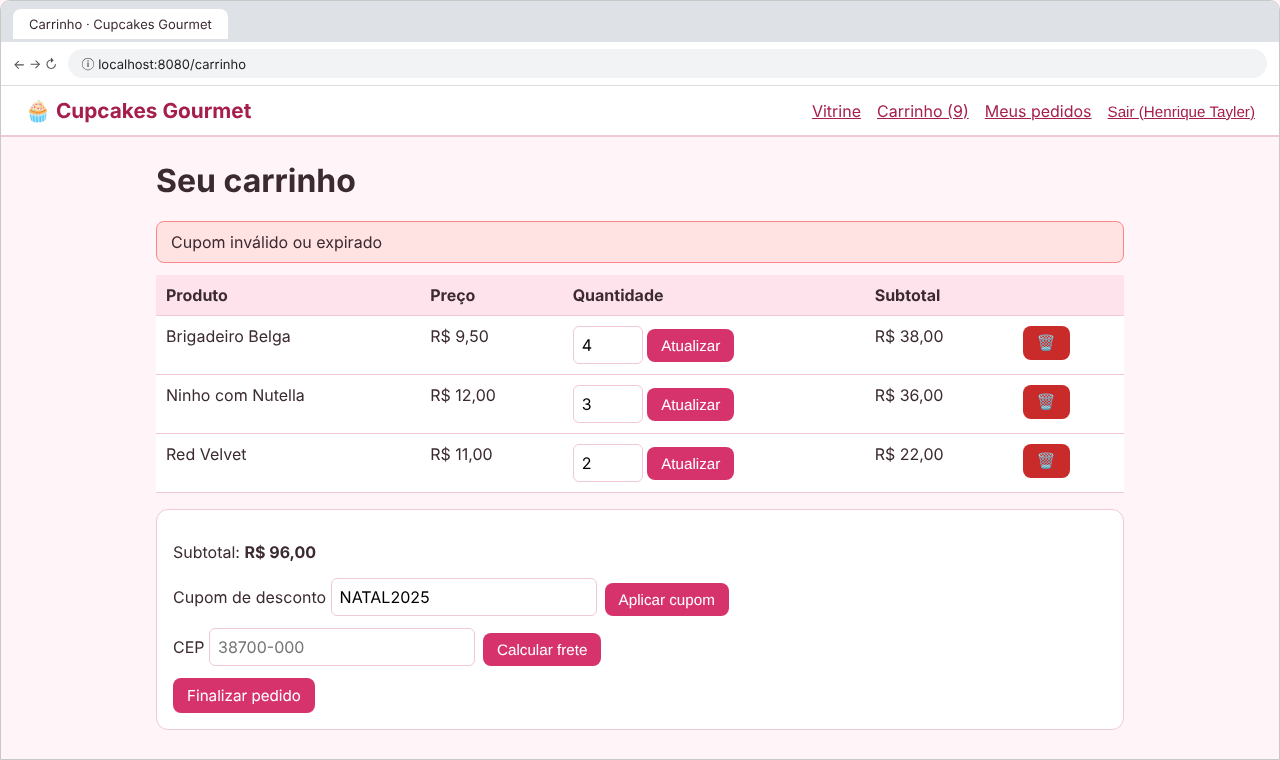 Carrinho · Cupcakes Gourmet
localhost:8080/carrinho
Cupcakes Gourmet Vitrine Carrinho (9) Meus pedidos Sair (Henrique Tayler)
Seu carrinho
Cupom inválido ou expirado
Produto Preço Quantidade Subtotal
Brigadeiro Belga R$ 9,50 4 Atualizar R$ 38,00
Ninho com Nutella R$ 12,00 3 Atualizar R$ 36,00
Red Velvet R$ 11,00 2 Atualizar R$ 22,00
Subtotal: R$ 96,00
Cupom de desconto NATAL2025 Aplicar cupom
CEP 38700-000 Calcular frete
Finalizar pedido